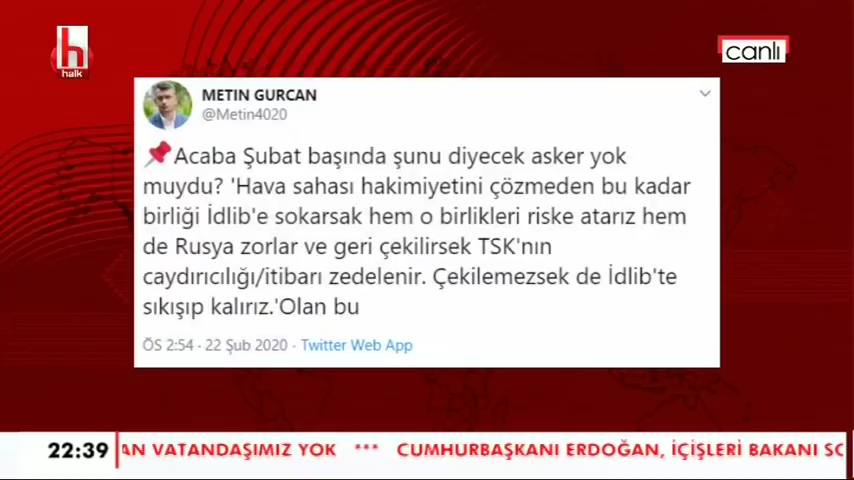 h
halk
canlı
METIN GURCAN
@Metin4020
📌Acaba Şubat başında şunu diyecek asker yok
muydu? 'Hava sahası hakimiyetini çözmeden bu kadar
birliği İdlib'e sokarsak hem o birlikleri riske atarız hem
de Rusya zorlar ve geri çekilirsek TSK'nın
caydırıcılığı/itibarı zedelenir. Çekilemezsek de İdlib'te
sıkışıp kalırız.'Olan bu
ÖS 2:54 · 22 Şub 2020 · Twitter Web App
22:39 AN VATANDAŞIMIZ YOK *** CUMHURBAŞKANI ERDOĞAN, İÇİŞLERİ BAKANI SO